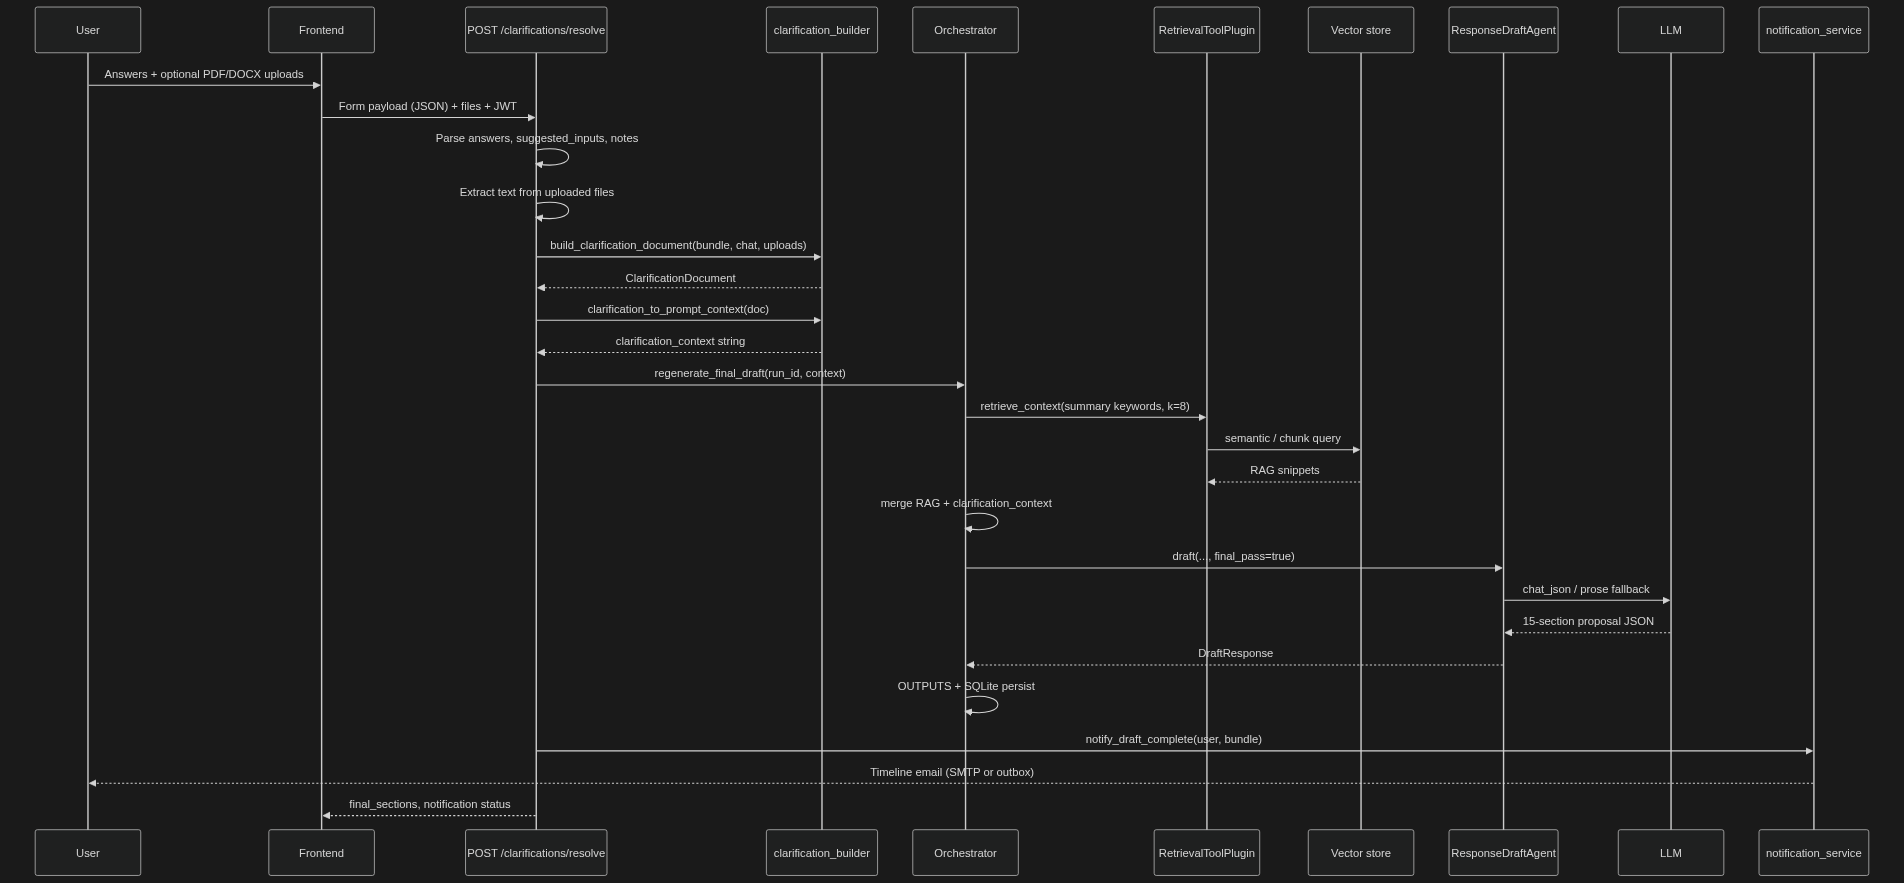 User
Frontend
POST /clarifications/resolve
clarification_builder
Orchestrator
RetrievalToolPlugin
Vector store
ResponseDraftAgent
LLM
notification_service
Answers + optional PDF/DOCX uploads
Form payload (JSON) + files + JWT
Parse answers, suggested_inputs, notes
Extract text from uploaded files
build_clarification_document(bundle, chat, uploads)
ClarificationDocument
clarification_to_prompt_context(doc)
clarification_context string
regenerate_final_draft(run_id, context)
retrieve_context(summary keywords, k=8)
semantic / chunk query
RAG snippets
merge RAG + clarification_context
draft(..., final_pass=true)
chat_json / prose fallback
15-section proposal JSON
DraftResponse
OUTPUTS + SQLite persist
notify_draft_complete(user, bundle)
Timeline email (SMTP or outbox)
final_sections, notification status
User
Frontend
POST /clarifications/resolve
clarification_builder
Orchestrator
RetrievalToolPlugin
Vector store
ResponseDraftAgent
LLM
notification_service